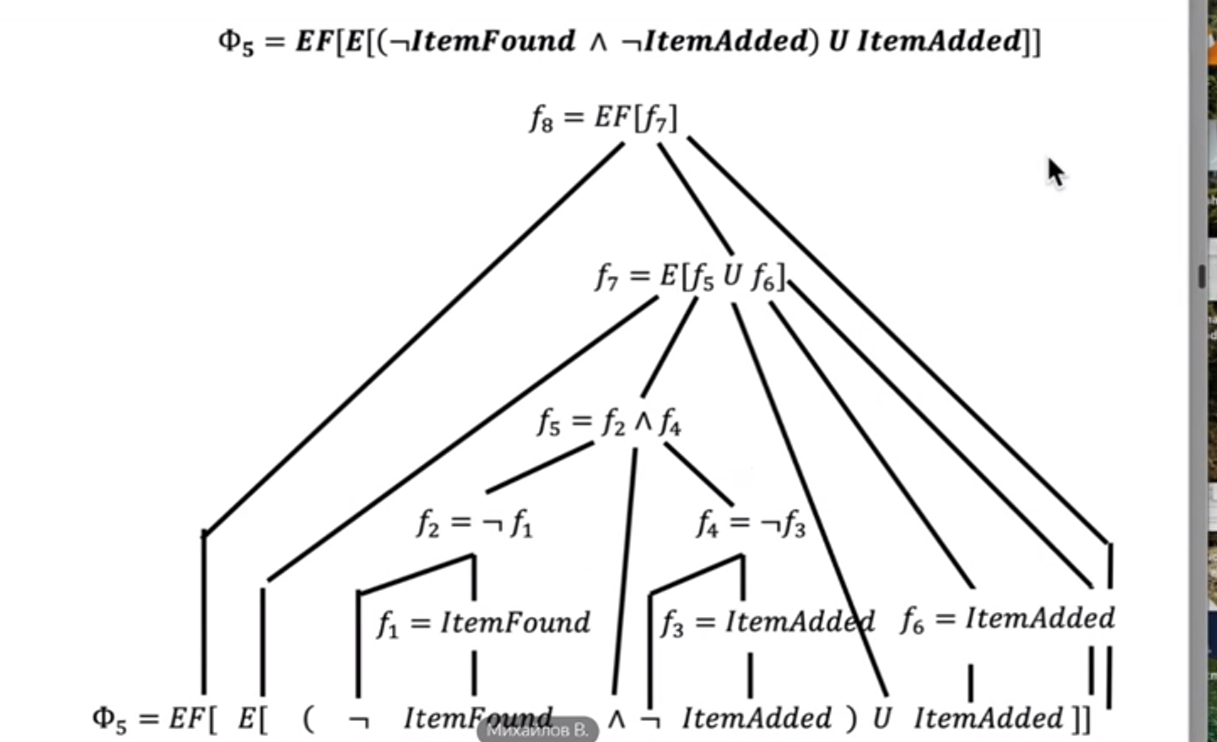 Φ₅ = EF[E[(¬ItemFound ∧ ¬ItemAdded) U ItemAdded]]
f₈ = EF[f₇]
f₇ = E[f₅ U f₆]
f₅ = f₂ ∧ f₄
f₂ = ¬ f₁
f₄ = ¬f₃
f₁ = ItemFound
f₃ = ItemAdded
f₆ = ItemAdded
Φ₅ = EF[ E[ ( ¬ ItemFound ∧ ¬ ItemAdded ) U ItemAdded ]]
Михайлов В.